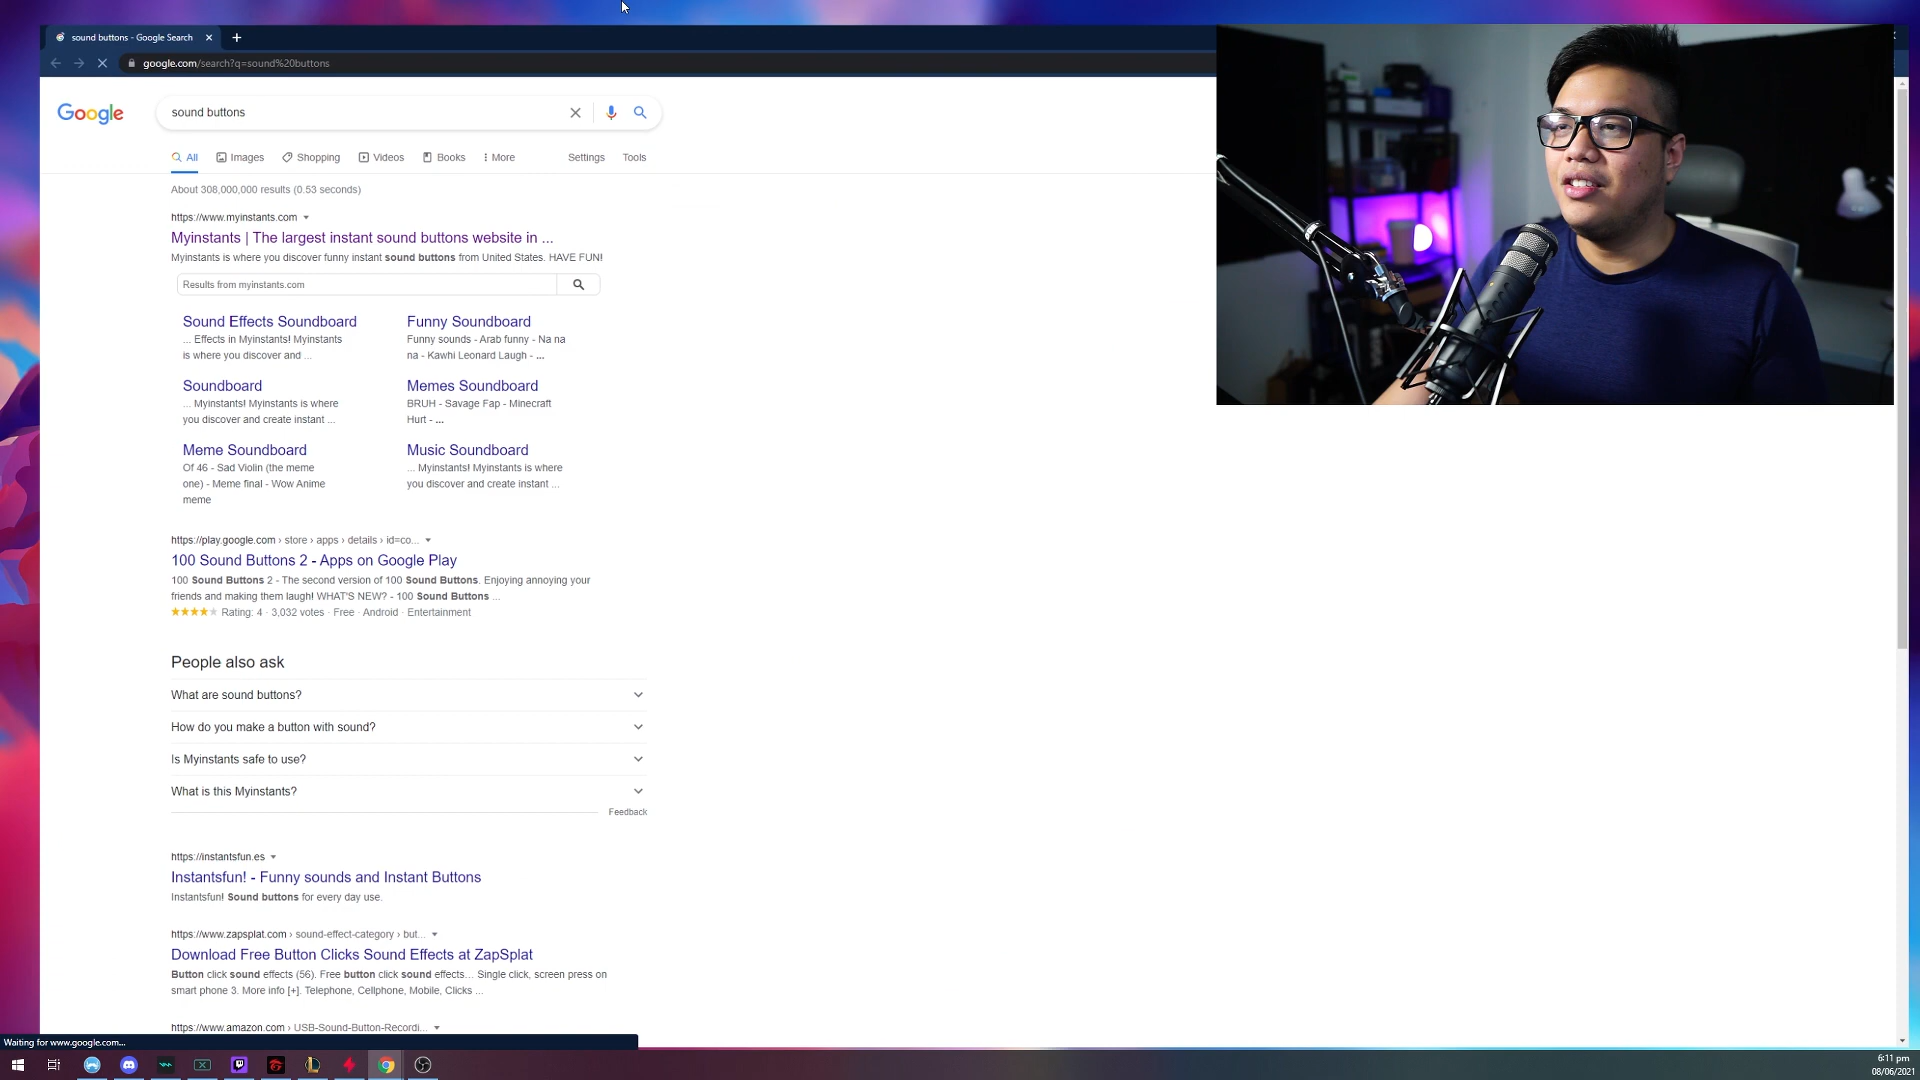 sound buttons - Google Search
google.com/search?q=sound%20buttons
Google
sound buttons
All Images Shopping Videos Books More Settings Tools
About 308,000,000 results (0.53 seconds)
https://www.myinstants.com
Myinstants | The largest instant sound buttons website in ...
Myinstants is where you discover funny instant sound buttons from United States. HAVE FUN!
Results from myinstants.com
Sound Effects Soundboard
... Effects in Myinstants! Myinstants
is where you discover and ...
Funny Soundboard
Funny sounds - Arab funny - Na na
na - Kawhi Leonard Laugh - ...
Soundboard
... Myinstants! Myinstants is where
you discover and create instant ...
Memes Soundboard
BRUH - Savage Fap - Minecraft
Hurt - ...
Meme Soundboard
Of 46 - Sad Violin (the meme
one) - Meme final - Wow Anime
meme
Music Soundboard
... Myinstants! Myinstants is where
you discover and create instant ...
https://play.google.com › store › apps › details › id=co...
100 Sound Buttons 2 - Apps on Google Play
100 Sound Buttons 2 - The second version of 100 Sound Buttons. Enjoying annoying your
friends and making them laugh! WHAT'S NEW? - 100 Sound Buttons ...
Rating: 4 · 3,032 votes · Free · Android · Entertainment
People also ask
What are sound buttons?
How do you make a button with sound?
Is Myinstants safe to use?
What is this Myinstants?
Feedback
https://instantsfun.es
Instantsfun! - Funny sounds and Instant Buttons
Instantsfun! Sound buttons for every day use.
https://www.zapsplat.com › sound-effect-category › but...
Download Free Button Clicks Sound Effects at ZapSplat
Button click sound effects (56). Free button click sound effects... Single click, screen press on
smart phone 3. More info [+]. Telephone, Cellphone, Mobile, Clicks ...
https://www.amazon.com › USB-Sound-Button-Recordi...
Waiting for www.google.com...
6:11 pm
08/06/2021